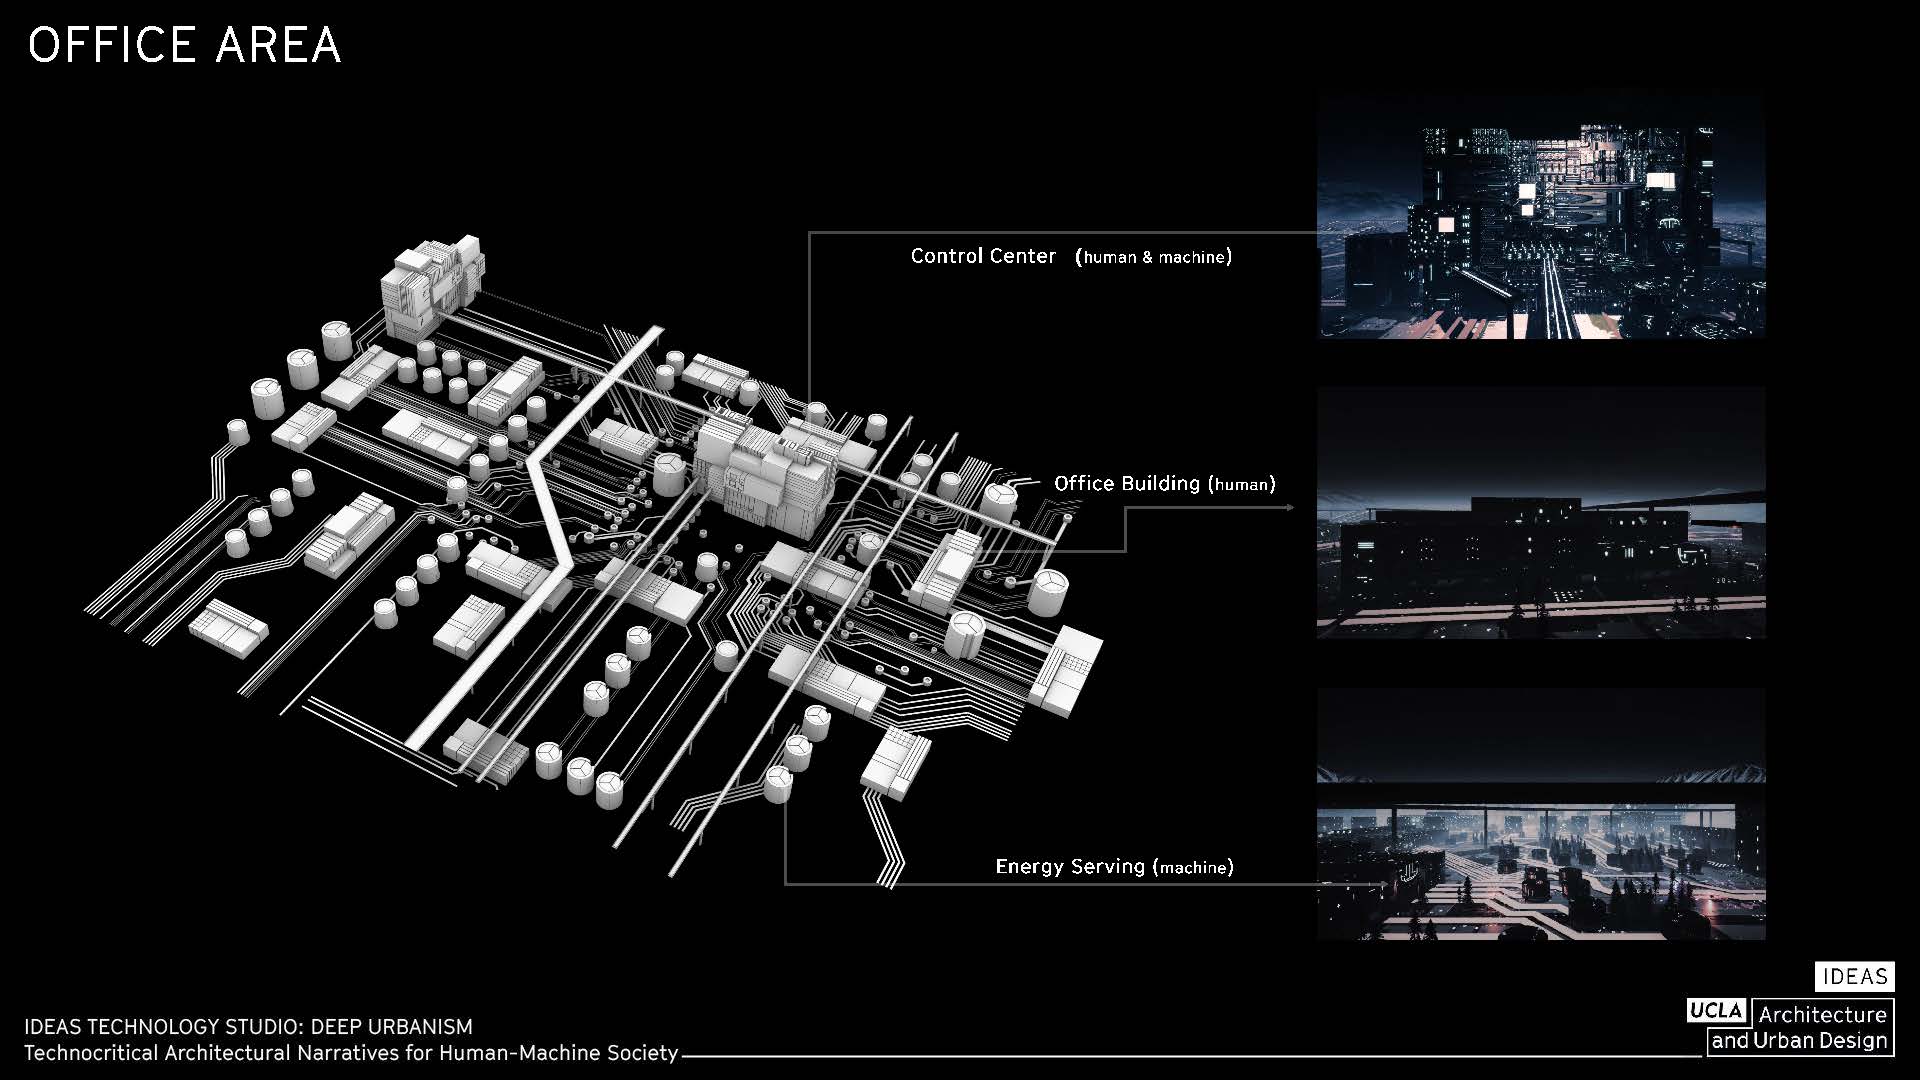 OFFICE AREA
Control Center (human & machine)
Office Building (human)
Energy Serving (machine)
IDEAS TECHNOLOGY STUDIO: DEEP URBANISM
Technocritical Architectural Narratives for Human-Machine Society
IDEAS
UCLA Architecture
and Urban Design